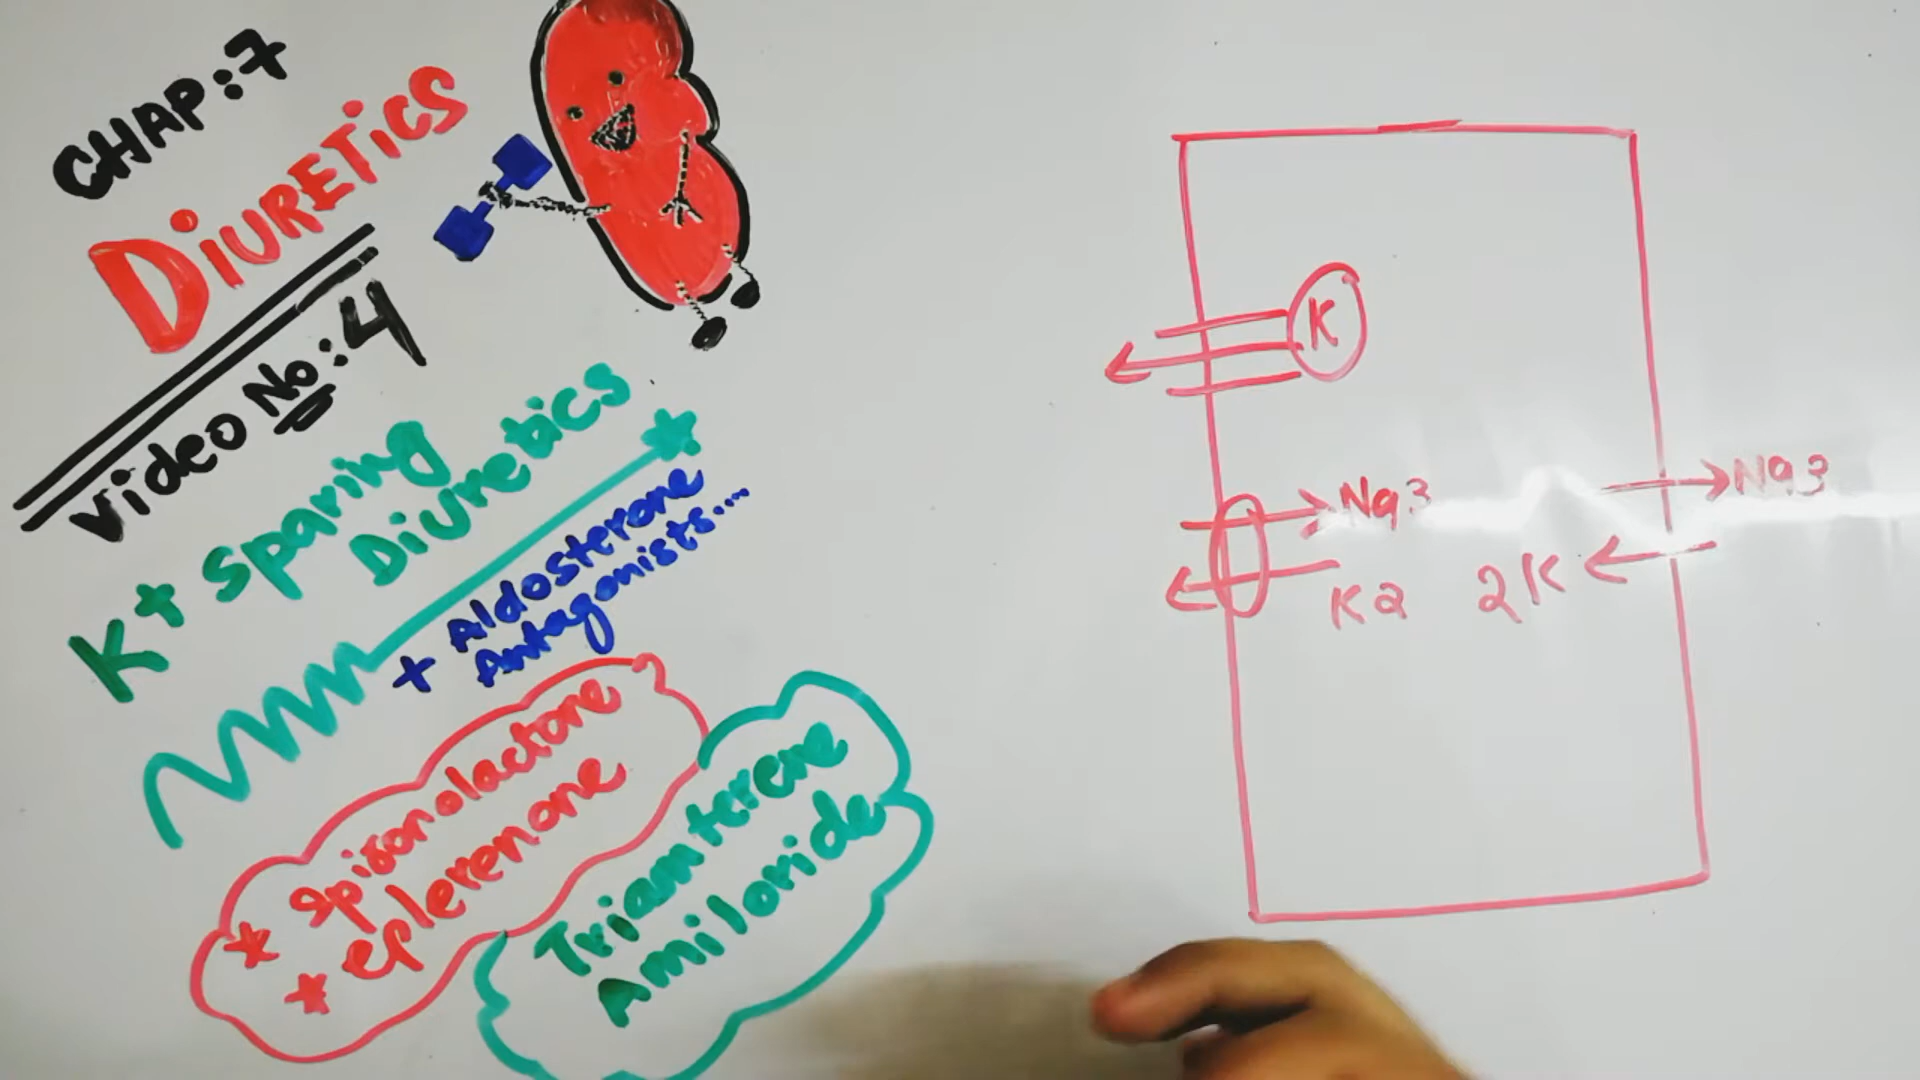 CHAP:7
DiURETiCS
Video No:4
K+ Sparing
Diuretics
+ Aldosterone
Antagonists....
* Spironolactone
* eplerenone
Triamterene
Amiloride
K
Na3
K2
2K
Na3